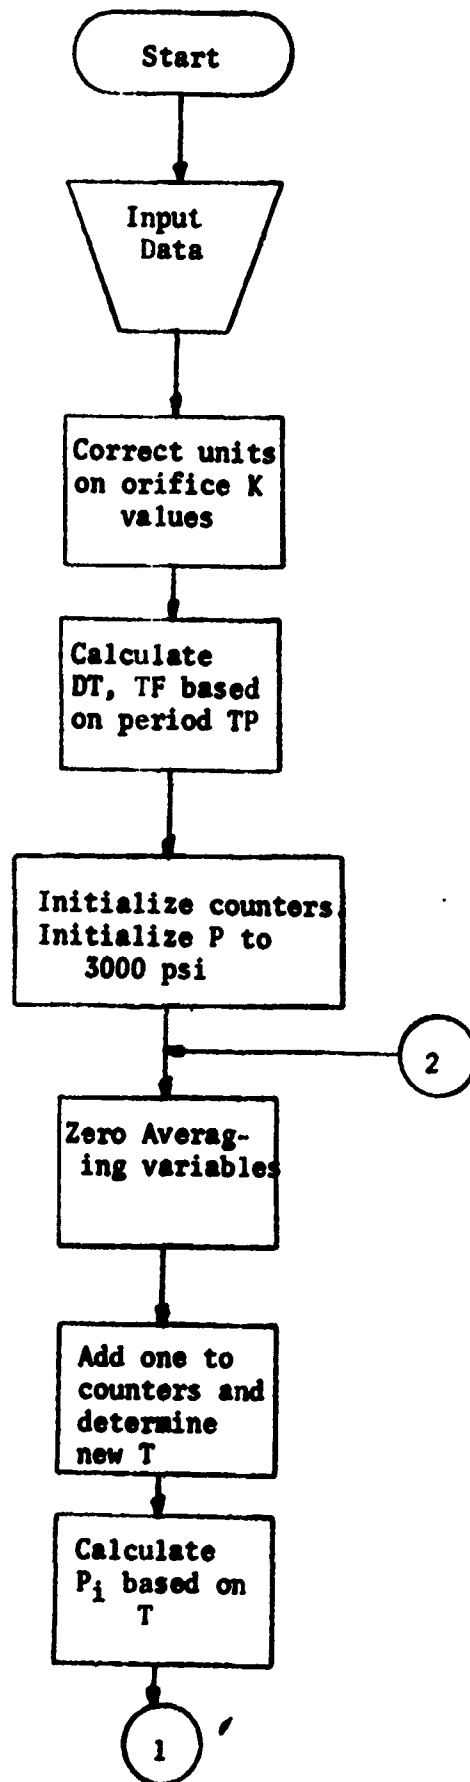 Start
Input
Data
Correct units
on orifice K
values
Calculate
DT, TF based
on period TP
Initialize counters
Initialize P to
3000 psi
2
Zero Averag-
ing variables
Add one to
counters and
determine
new T
Calculate
Pi based on
T
1